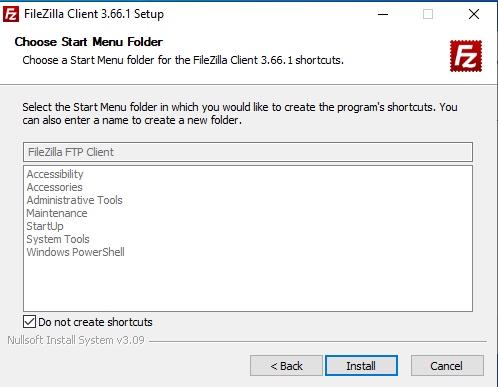 FileZilla Client 3.66.1 Setup
Choose Start Menu Folder
Choose a Start Menu folder for the FileZilla Client 3.66.1 shortcuts.
Fz
Select the Start Menu folder in which you would like to create the program's shortcuts. You
can also enter a name to create a new folder.
FileZilla FTP Client
Accessibility
Accessories
Administrative Tools
Maintenance
StartUp
System Tools
Windows PowerShell
Do not create shortcuts
Nullsoft Install System v3.09
< Back
Install
Cancel